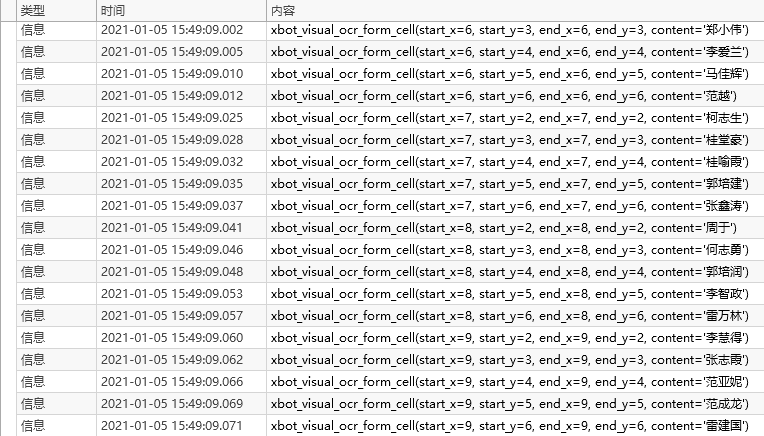 类型 时间 内容
信息 2021-01-05 15:49:09.002 xbot_visual_ocr_form_cell(start_x=6, start_y=3, end_x=6, end_y=3, content='郑小伟')
信息 2021-01-05 15:49:09.005 xbot_visual_ocr_form_cell(start_x=6, start_y=4, end_x=6, end_y=4, content='李爱兰')
信息 2021-01-05 15:49:09.010 xbot_visual_ocr_form_cell(start_x=6, start_y=5, end_x=6, end_y=5, content='马佳辉')
信息 2021-01-05 15:49:09.012 xbot_visual_ocr_form_cell(start_x=6, start_y=6, end_x=6, end_y=6, content='范越')
信息 2021-01-05 15:49:09.025 xbot_visual_ocr_form_cell(start_x=7, start_y=2, end_x=7, end_y=2, content='柯志生')
信息 2021-01-05 15:49:09.028 xbot_visual_ocr_form_cell(start_x=7, start_y=3, end_x=7, end_y=3, content='桂堂豪')
信息 2021-01-05 15:49:09.032 xbot_visual_ocr_form_cell(start_x=7, start_y=4, end_x=7, end_y=4, content='桂喻霞')
信息 2021-01-05 15:49:09.035 xbot_visual_ocr_form_cell(start_x=7, start_y=5, end_x=7, end_y=5, content='郭培建')
信息 2021-01-05 15:49:09.037 xbot_visual_ocr_form_cell(start_x=7, start_y=6, end_x=7, end_y=6, content='张鑫涛')
信息 2021-01-05 15:49:09.041 xbot_visual_ocr_form_cell(start_x=8, start_y=2, end_x=8, end_y=2, content='周于')
信息 2021-01-05 15:49:09.046 xbot_visual_ocr_form_cell(start_x=8, start_y=3, end_x=8, end_y=3, content='何志勇')
信息 2021-01-05 15:49:09.048 xbot_visual_ocr_form_cell(start_x=8, start_y=4, end_x=8, end_y=4, content='郭培润')
信息 2021-01-05 15:49:09.053 xbot_visual_ocr_form_cell(start_x=8, start_y=5, end_x=8, end_y=5, content='李智政')
信息 2021-01-05 15:49:09.057 xbot_visual_ocr_form_cell(start_x=8, start_y=6, end_x=8, end_y=6, content='雷万林')
信息 2021-01-05 15:49:09.060 xbot_visual_ocr_form_cell(start_x=9, start_y=2, end_x=9, end_y=2, content='李慧得')
信息 2021-01-05 15:49:09.062 xbot_visual_ocr_form_cell(start_x=9, start_y=3, end_x=9, end_y=3, content='张志霞')
信息 2021-01-05 15:49:09.066 xbot_visual_ocr_form_cell(start_x=9, start_y=4, end_x=9, end_y=4, content='范亚妮')
信息 2021-01-05 15:49:09.069 xbot_visual_ocr_form_cell(start_x=9, start_y=5, end_x=9, end_y=5, content='范成龙')
信息 2021-01-05 15:49:09.071 xbot_visual_ocr_form_cell(start_x=9, start_y=6, end_x=9, end_y=6, content='雷建国')